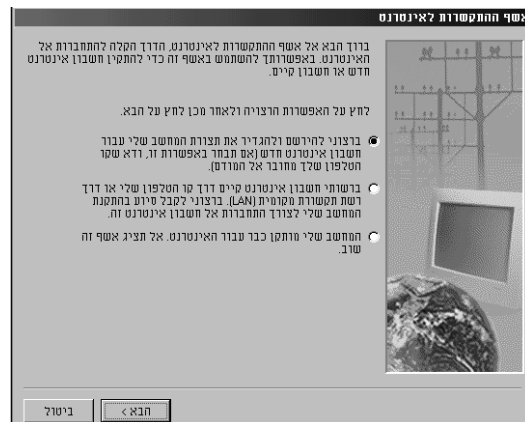 אשף ההתקשרות לאינטרנט
ברוך הבא אל אשף ההתקשרות לאינטרנט, הדרך הקלה להתחברות אל
האינטרנט. באפשרותך להשתמש באשף זה כדי להתקין חשבון אינטרנט
חדש או חשבון קיים.
לחץ על האפשרות הרצויה ולאחר מכן לחץ על הבא.
ברצוני להירשם ולהגדיר את תצורת המחשב שלי עבור
חשבון אינטרנט חדש (אם תבחר באפשרות זו, ודא שקו
הטלפון שלך מחובר אל המודם).
ברשותי חשבון אינטרנט קיים דרך קו הטלפון שלי או דרך
רשת תקשורת מקומית (LAN). ברצוני לקבל סיוע בהתקנת
המחשב שלי לצורך התחברות אל חשבון אינטרנט זה.
המחשב שלי מותקן כבר עבור האינטרנט. אל תציג אשף זה
שוב.
הבא >
ביטול